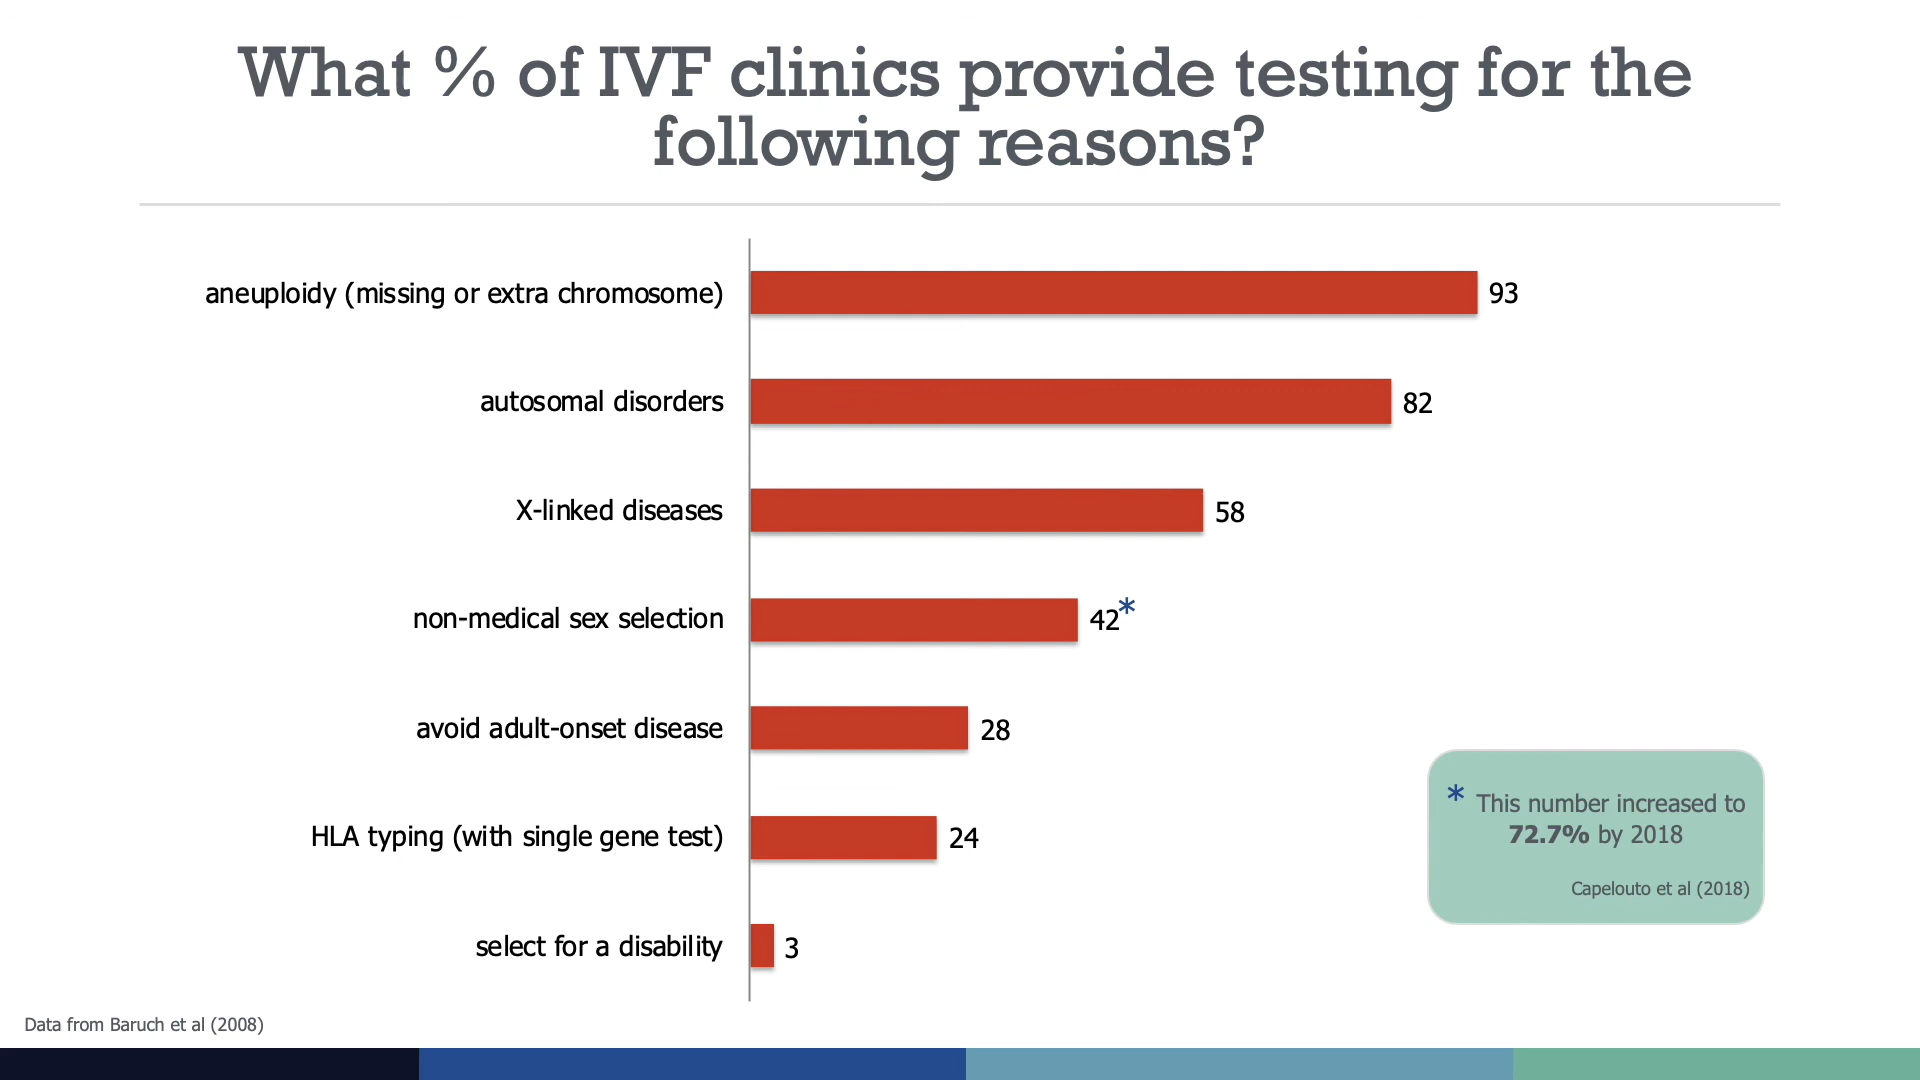 What % of IVF clinics provide testing for the
following reasons?
aneuploidy (missing or extra chromosome) 93
autosomal disorders 82
X-linked diseases 58
non-medical sex selection 42*
avoid adult-onset disease 28
HLA typing (with single gene test) 24
select for a disability 3
* This number increased to
72.7% by 2018
Capelouto et al (2018)
Data from Baruch et al (2008)